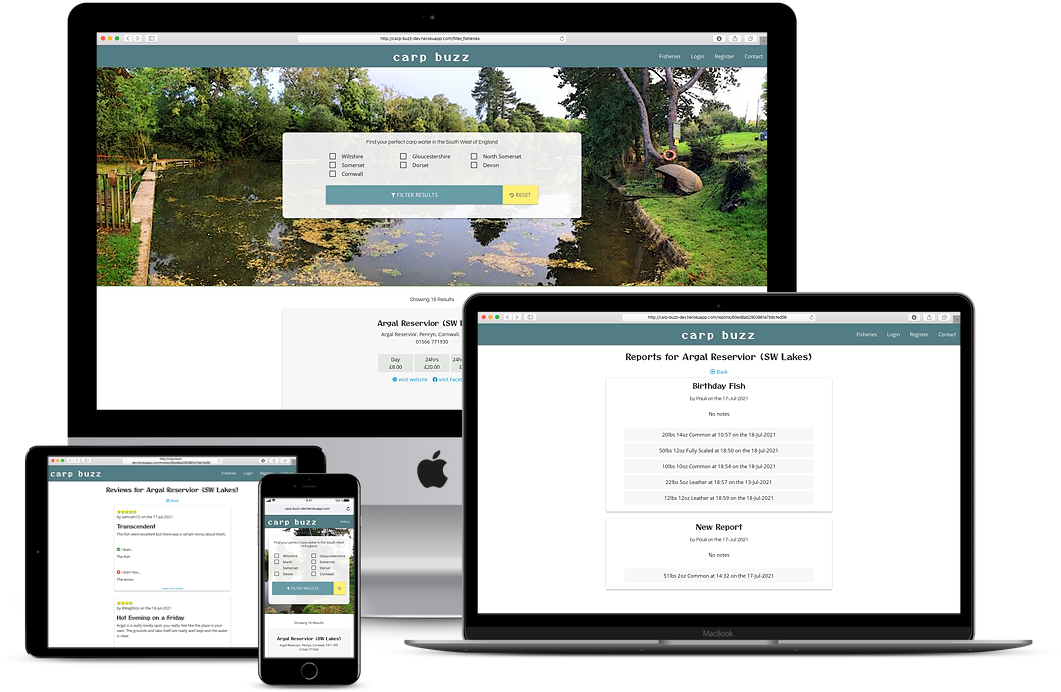 http://carp-buzz-dev.herokuapp.com/filter_fisheries
carp buzz
Fisheries Login Register Contact
Find your perfect carp water in the South West of England
Wiltshire Gloucestershire North Somerset
Somerset Dorset Devon
Cornwall
FILTER RESULTS RESET
Showing 18 Results
Argal Reservior (SW L
Argal Reservoir, Penryn, Cornwall,
01566 771930
Day 24hrs 24h
£8.00 £20.00 £
visit website visit Faceb
http://carp-buzz-dev.herokuapp.com/reports/60ed8ab2903861e7b9cfed56
carp buzz
Fisheries Login Register Contact
Reports for Argal Reservior (SW Lakes)
Back
Birthday Fish
by Pauli on the 17-Jul-2021
No notes
20lbs 14oz Common at 10:57 on the 18-Jul-2021
50lbs 12oz Fully Scaled at 18:50 on the 18-Jul-2021
10lbs 10oz Common at 18:54 on the 18-Jul-2021
22lbs 5oz Leather at 18:57 on the 13-Jul-2021
12lbs 12oz Leather at 18:59 on the 18-Jul-2021
New Report
by Pauli on the 17-Jul-2021
No notes
51lbs 2oz Common at 14:32 on the 17-Jul-2021
MacBook
carp buzz
Fisheries Login
Reviews for Argal Reservior (SW Lakes)
Back
on the 17-Jul-2021
Transcendent
The fish were excellent but there was a certain ennui about them.
I liked...
The fish
I didn't like...
The ennui
on the 16-Jul-2021
Hot Evening on a Friday
Argal is a really lovely spot, you really feel like the place is your
own. The grounds and lake itself are really well kept and the water
is clear.
carp-buzz-dev.herokuapp.com
carp buzz
menu
Find your perfect carp water in the South West
of England
Wiltshire Gloucestershire
North Somerset
Somerset Dorset
Devon Cornwall
FILTER RESULTS
Showing 18 Results
Argal Reservior (SW Lakes)
Argal Reservoir, Penryn, Cornwall,
01566 771930